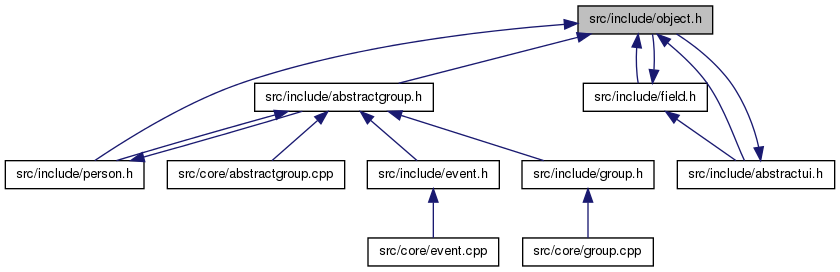 src/include/object.h
src/include/abstractgroup.h
src/include/field.h
src/include/person.h
src/core/abstractgroup.cpp
src/include/event.h
src/include/group.h
src/include/abstractui.h
src/core/event.cpp
src/core/group.cpp